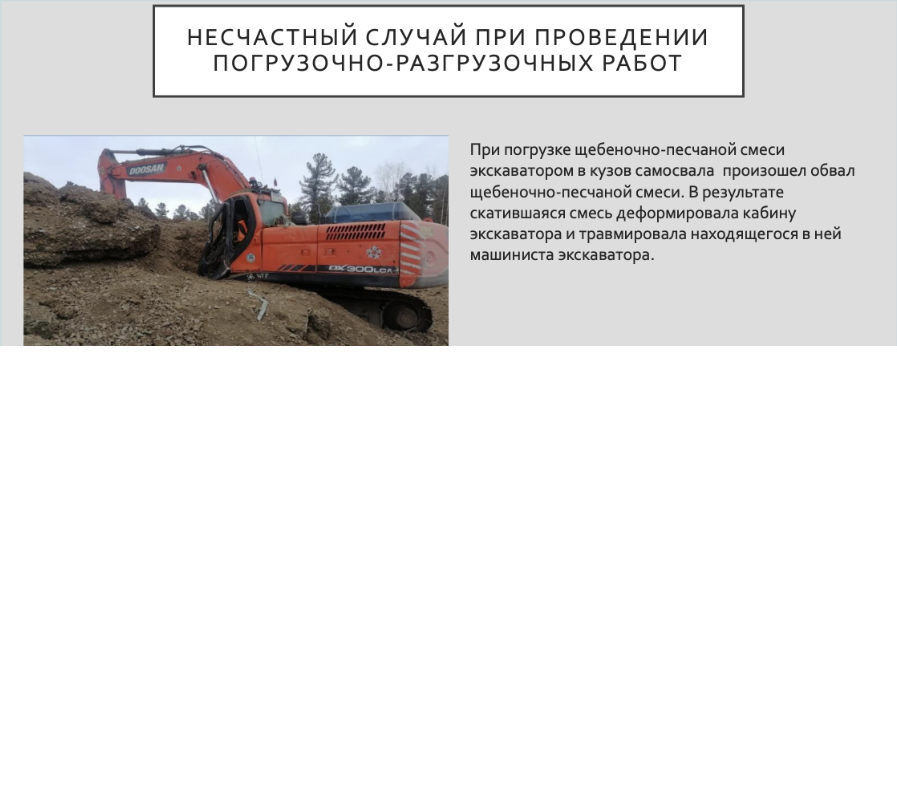 НЕСЧАСТНЫЙ СЛУЧАЙ ПРИ ПРОВЕДЕНИИ
ПОГРУЗОЧНО-РАЗГРУЗОЧНЫХ РАБОТ
DOOSAN
DX300LCA
При погрузке щебеночно-песчаной смеси
экскаватором в кузов самосвала  произошел обвал
щебеночно-песчаной смеси. В результате
скатившаяся смесь деформировала кабину
экскаватора и травмировала находящегося в ней
машиниста экскаватора.